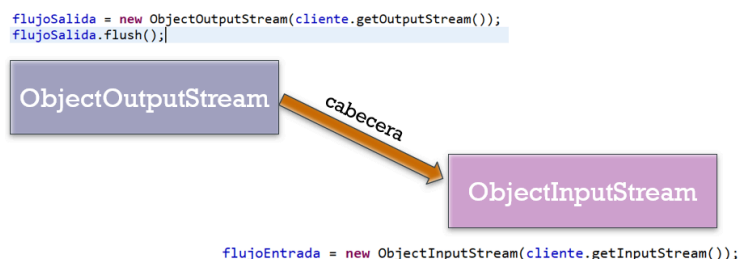 flujoSalida = new ObjectOutputStream(cliente.getOutputStream());
flujoSalida.flush();
ObjectOutputStream
cabecera
ObjectInputStream
flujoEntrada = new ObjectInputStream(cliente.getInputStream());